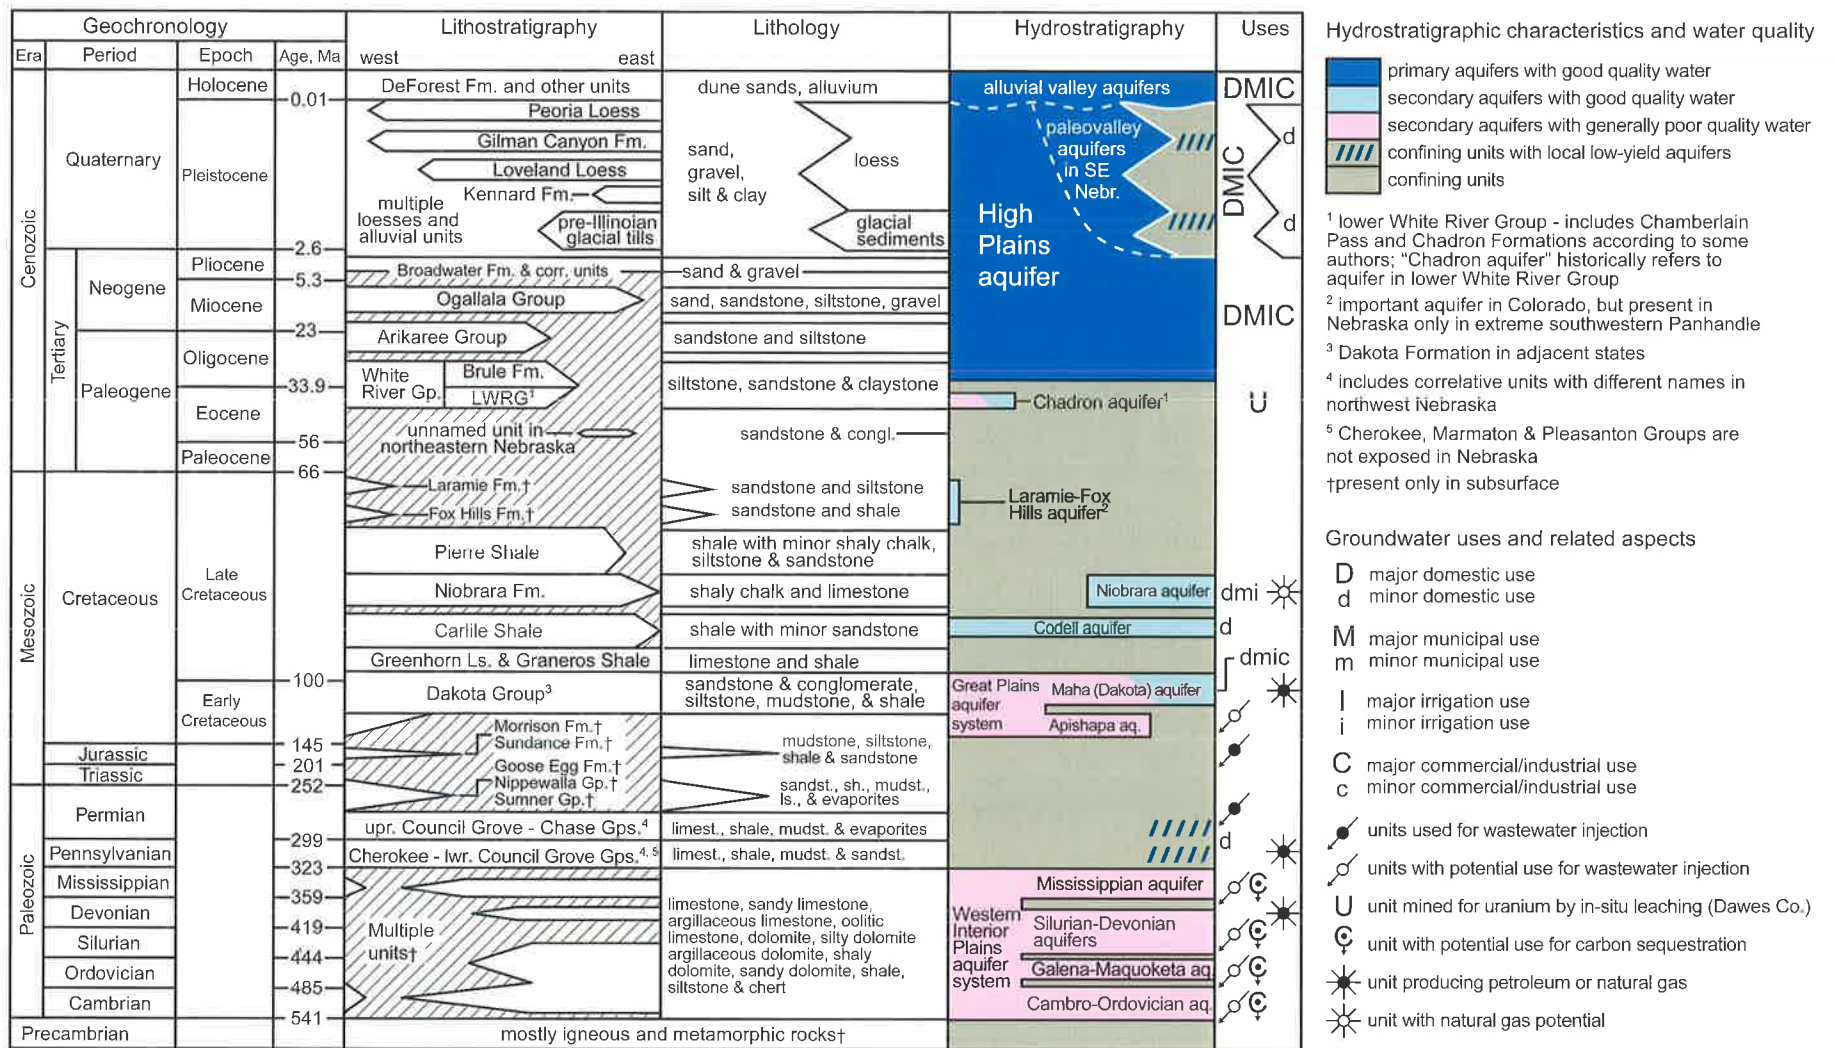 Geochronology
Lithostratigraphy
Lithology
Hydrostratigraphy
Uses
Era
Period
Epoch
Age, Ma
west
east
Cenozoic
Mesozoic
Paleozoic
Quaternary
Tertiary
Neogene
Paleogene
Cretaceous
Jurassic
Triassic
Permian
Pennsylvanian
Mississippian
Devonian
Silurian
Ordovician
Cambrian
Precambrian
Holocene
Pleistocene
Pliocene
Miocene
Oligocene
Eocene
Paleocene
Late
Cretaceous
Early
Cretaceous
0.01
2.6
5.3
23
33.9
56
66
100
145
201
252
299
323
359
419
444
485
541
DeForest Fm. and other units
Peoria Loess
Gilman Canyon Fm.
Loveland Loess
Kennard Fm.
multiple
loesses and
alluvial units
pre-Illinoian
glacial tills
Broadwater Fm. & corr. units
Ogallala Group
Arikaree Group
White
River Gp.
Brule Fm.
LWRG¹
unnamed unit in
northeastern Nebraska
Laramie Fm.†
Fox Hills Fm.†
Pierre Shale
Niobrara Fm.
Carlile Shale
Greenhorn Ls. & Graneros Shale
Dakota Group³
Morrison Fm.†
Sundance Fm.†
Goose Egg Fm.†
Nippewalla Gp.†
Sumner Gp.†
upr. Council Grove - Chase Gps.⁴
Cherokee - lwr. Council Grove Gps.⁴˒ ⁵
Multiple
units†
mostly igneous and metamorphic rocks†
dune sands, alluvium
sand,
gravel,
silt & clay
loess
glacial
sediments
sand & gravel
sand, sandstone, siltstone, gravel
sandstone and siltstone
siltstone, sandstone & claystone
sandstone & congl.
sandstone and siltstone
sandstone and shale
shale with minor shaly chalk,
siltstone & sandstone
shaly chalk and limestone
shale with minor sandstone
limestone and shale
sandstone & conglomerate,
siltstone, mudstone, & shale
mudstone, siltstone,
shale & sandstone
sandst., sh., mudst.,
ls., & evaporites
limest., shale, mudst. & evaporites
limest., shale, mudst. & sandst.
limestone, sandy limestone,
argillaceous limestone, oolitic
limestone, dolomite, silty dolomite
argillaceous dolomite, shaly
dolomite, sandy dolomite, shale,
siltstone & chert
alluvial valley aquifers
paleovalley
aquifers
in SE
Nebr.
High
Plains
aquifer
Chadron aquifer¹
Laramie-Fox
Hills aquifer²
Niobrara aquifer
Codell aquifer
Great Plains
aquifer
system
Maha (Dakota) aquifer
Apishapa aq.
Western
Interior
Plains
aquifer
system
Mississippian aquifer
Silurian-Devonian
aquifers
Galena-Maquoketa aq.
Cambro-Ordovician aq.
DMIC
DMIC
d
d
DMIC
U
dmi
d
dmic
d
Hydrostratigraphic characteristics and water quality
primary aquifers with good quality water
secondary aquifers with good quality water
secondary aquifers with generally poor quality water
confining units with local low-yield aquifers
confining units
¹ lower White River Group - includes Chamberlain
Pass and Chadron Formations according to some
authors; “Chadron aquifer” historically refers to
aquifer in lower White River Group
² important aquifer in Colorado, but present in
Nebraska only in extreme southwestern Panhandle
³ Dakota Formation in adjacent states
⁴ includes correlative units with different names in
northwest Nebraska
⁵ Cherokee, Marmaton & Pleasanton Groups are
not exposed in Nebraska
†present only in subsurface
Groundwater uses and related aspects
D major domestic use
d minor domestic use
M major municipal use
m minor municipal use
I major irrigation use
i minor irrigation use
C major commercial/industrial use
c minor commercial/industrial use
units used for wastewater injection
units with potential use for wastewater injection
U unit mined for uranium by in-situ leaching (Dawes Co.)
unit with potential use for carbon sequestration
unit producing petroleum or natural gas
unit with natural gas potential